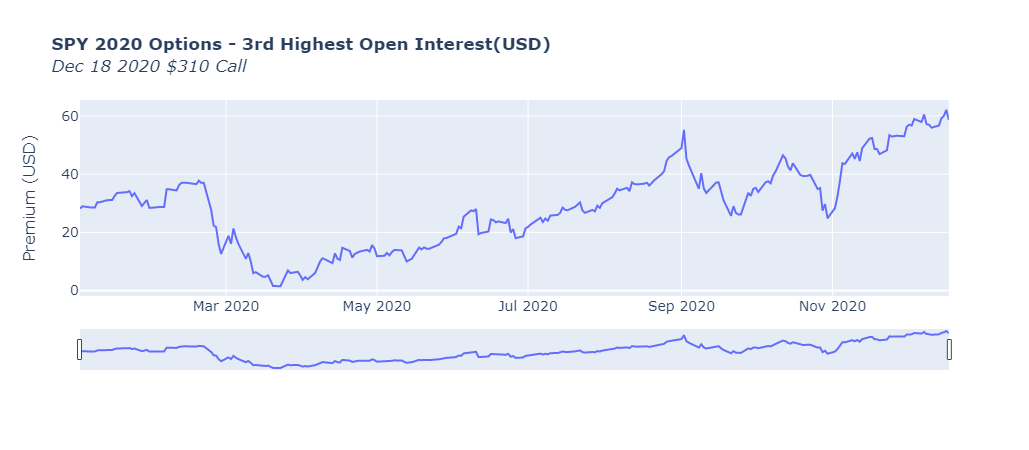 SPY 2020 Options - 3rd Highest Open Interest(USD)
Dec 18 2020 $310 Call
Premium (USD)
60
40
20
0
Mar 2020
May 2020
Jul 2020
Sep 2020
Nov 2020